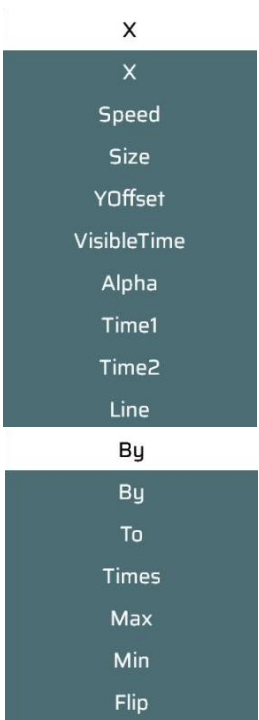 X
X
Speed
Size
YOffset
VisibleTime
Alpha
Time1
Time2
Line
By
By
To
Times
Max
Min
Flip